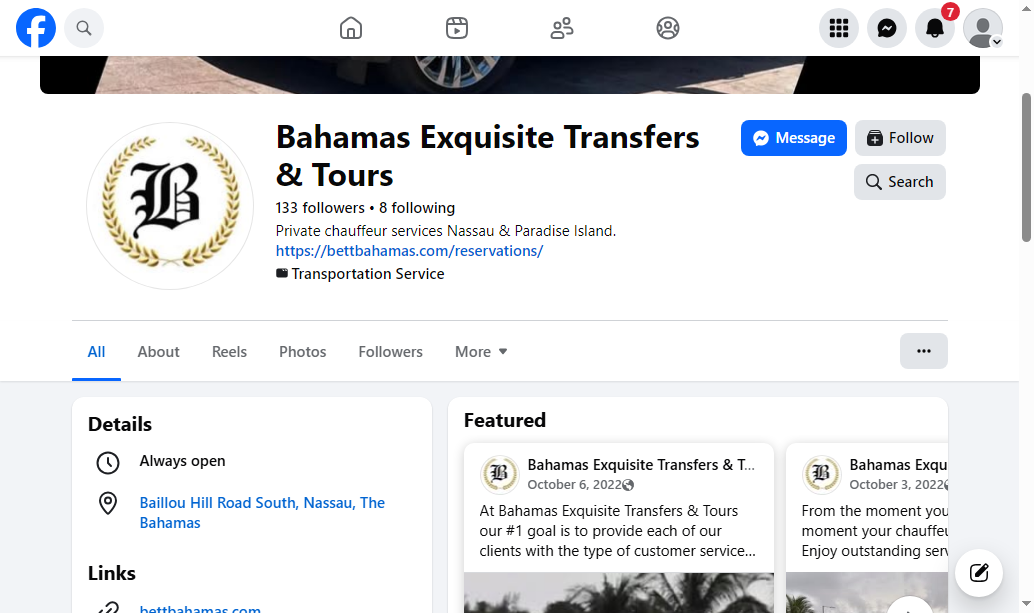 7
Bahamas Exquisite Transfers
& Tours
133 followers • 8 following
Private chauffeur services Nassau & Paradise Island.
https://bettbahamas.com/reservations/
Transportation Service
Message
Follow
Search
All
About
Reels
Photos
Followers
More
Details
Always open
Baillou Hill Road South, Nassau, The
Bahamas
Links
bettbahamas.com
Featured
B
Bahamas Exquisite Transfers & T...
October 6, 2022
At Bahamas Exquisite Transfers & Tours
our #1 goal is to provide each of our
clients with the type of customer service...
B
Bahamas Exqu
October 3, 2022
From the moment you
moment your chauffeu
Enjoy outstanding serv